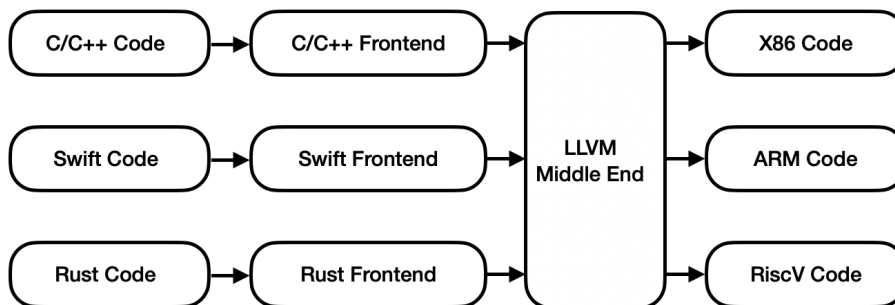 C/C++ Code
C/C++ Frontend
X86 Code
Swift Code
Swift Frontend
LLVM
Middle End
ARM Code
Rust Code
Rust Frontend
RiscV Code